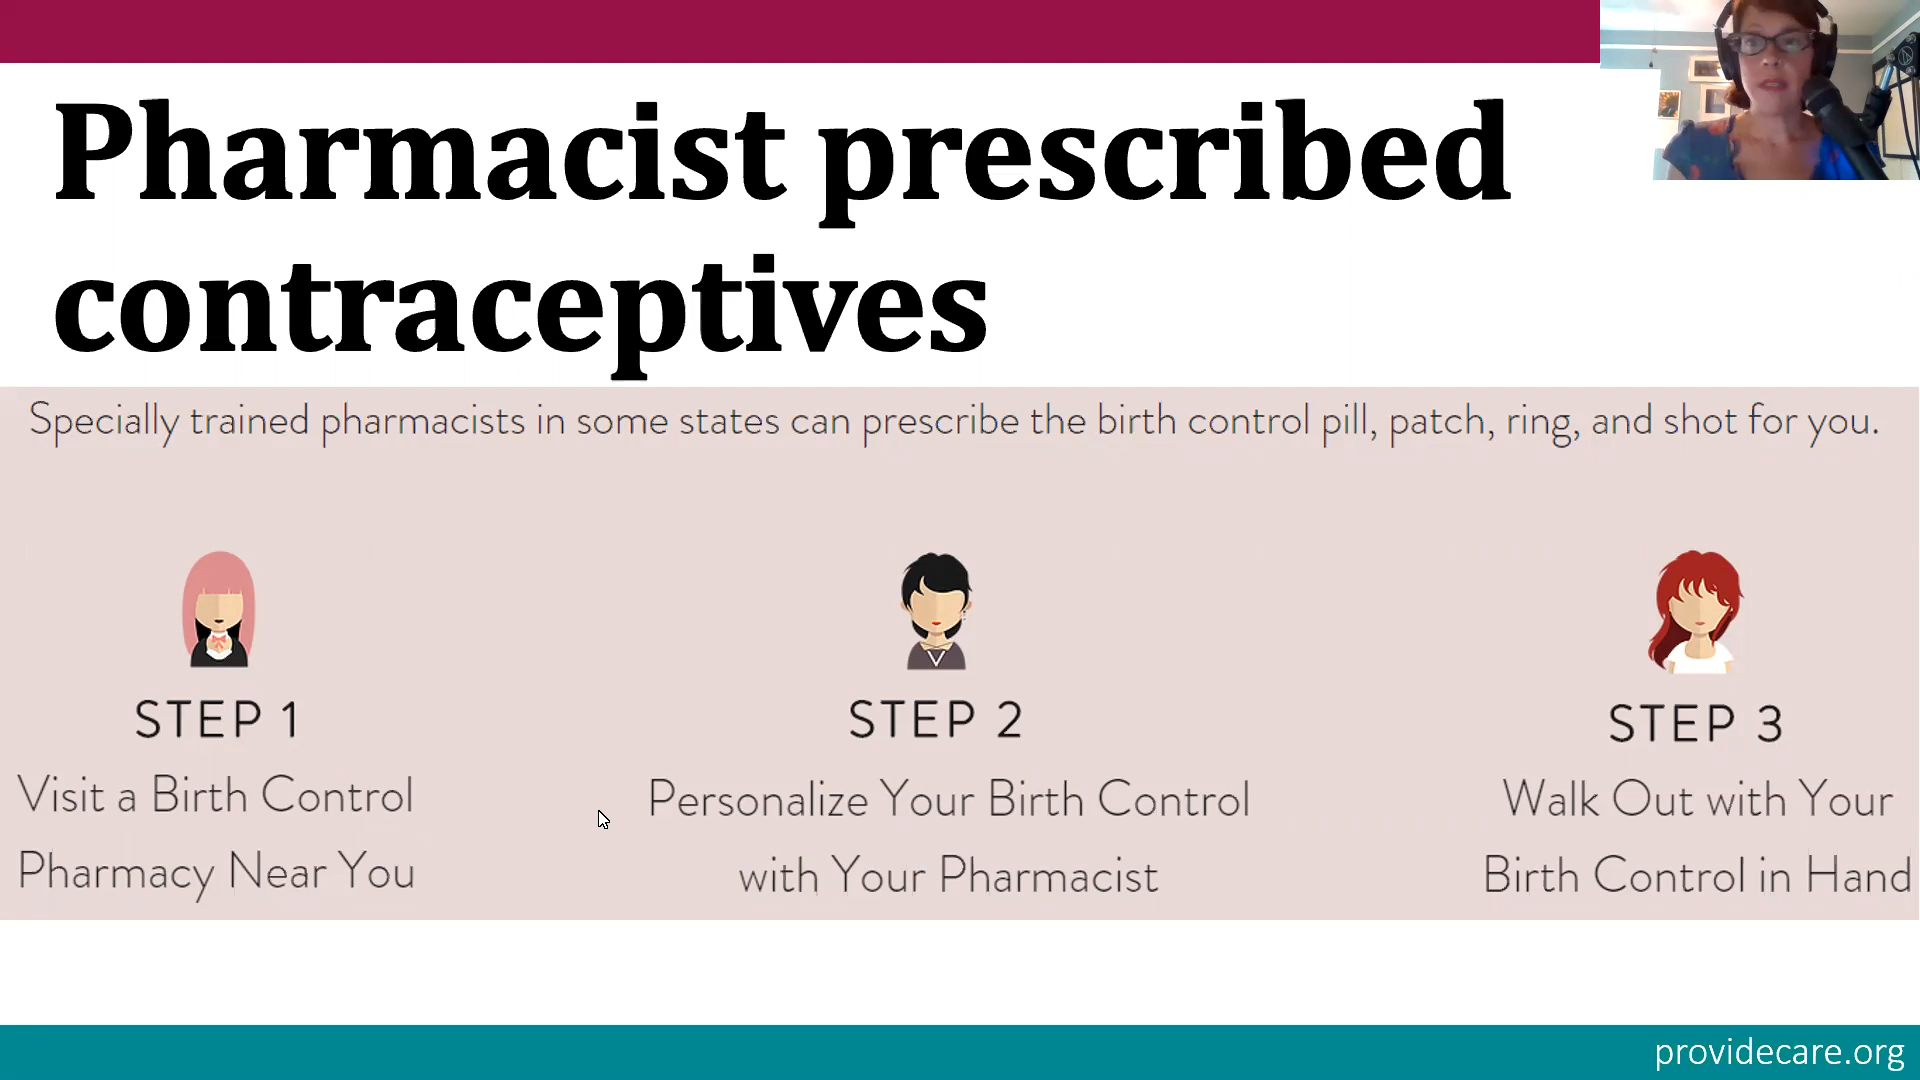 Pharmacist prescribed
contraceptives
Specially trained pharmacists in some states can prescribe the birth control pill, patch, ring, and shot for you.
STEP 1
Visit a Birth Control
Pharmacy Near You
STEP 2
Personalize Your Birth Control
with Your Pharmacist
STEP 3
Walk Out with Your
Birth Control in Hand
providecare.org